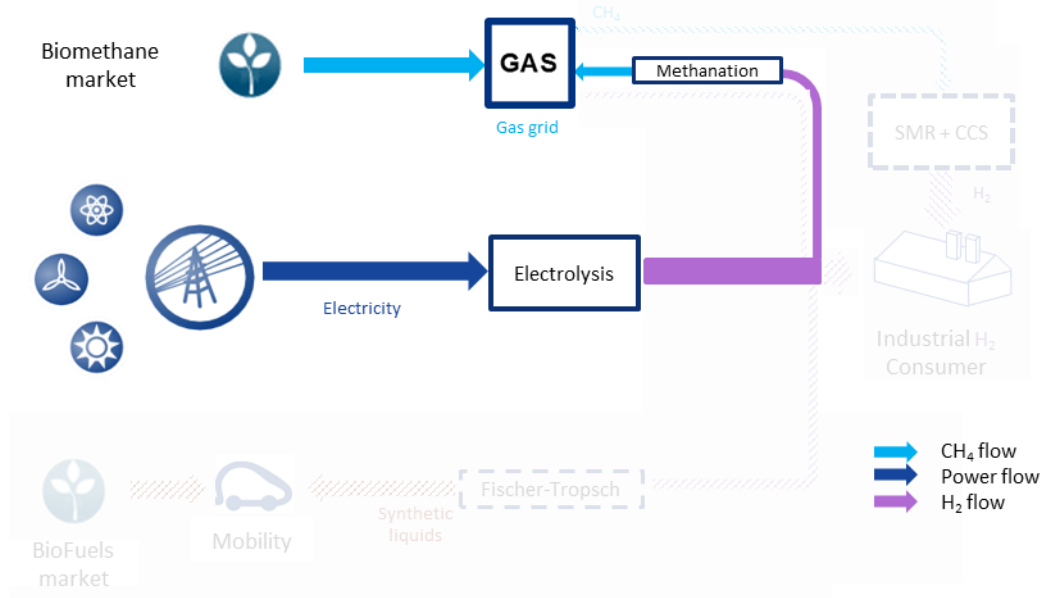 CH₄
Biomethane
market
GAS
Methanation
Gas grid
SMR + CCS
H₂
Electrolysis
Electricity
Industrial H₂
Consumer
CH₄ flow
Power flow
H₂ flow
Fischer-Tropsch
Synthetic
liquids
Mobility
BioFuels
market